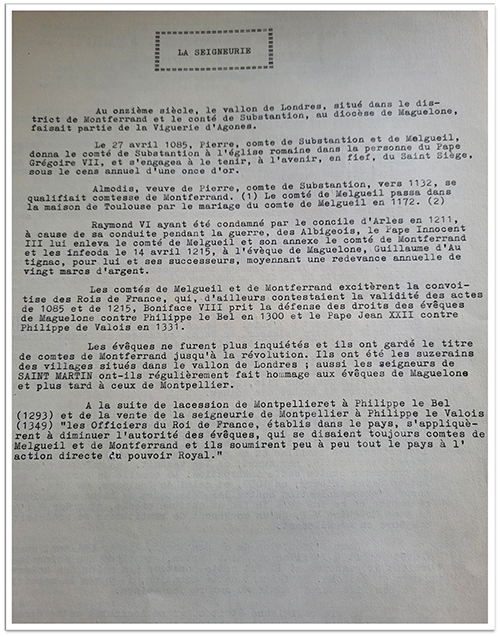 LA SEIGNEURIE
Au onzième siècle, le vallon de Londres, situé dans le dis-
trict de Montferrand et le conté de Substantion, au diocèse de Maguelone,
faisait partie de la Viguerie d'Agones.
Le 27 avril 1085, Pierre, comte de Substantion et de Melgueil,
donna le comté de Substantion à l'église romaine dans la personne du Pape
Grégoire VII, et s'engagea à le tenir, à l'avenir, en fief, du Saint Siège,
sous le cens annuel d'une once d'or.
Almodis, veuve de Pierre, comte de Substantion, vers 1132, se
qualifiait comtesse de Montferrand. (1) Le comté de Melgueil passa dans
la maison de Toulouse par le mariage du comté de Melgueil en 1172. (2)
Raymond VI ayant été condamné par le concile d'Arles en 1211,
à cause de sa conduite pendant la guerre, des Albigeois, le Pape Innocent
III lui enleva le comté de Melgueil et son annexe le comté de Montferrand
et les infeoda le 14 avril 1215, à l'évèque de Maguelone, Guillaume d'Au
tignac, pour lui et ses successeurs, moyennant une redevance annuelle de
vingt marcs d'argent.
Les comtés de Melgueil et de Montferrand excitèrent la convoi-
tise des Rois de France, qui, d'ailleurs contestaient la validité des actes
de 1085 et de 1215, Boniface VIII prit la défense des droits des évêques
de Maguelone contre Philippe le Bel en 1300 et le Pape Jean XXII contre
Philippe de Valois en 1331.
Les évêques ne furent plus inquiétés et ils ont gardé le titre
de comtes de Montferrand jusqu'à la révolution. Ils ont été les suzerains
des villages situés dans le vallon de Londres ; aussi les seigneurs de
SAINT MARTIN ont-ils régulièrement fait hommage aux évêques de Maguelone
et plus tard à ceux de Montpellier.
A la suite de lacession de Montpellieret à Philippe le Bel
(1293) et de la vente de la seigneurie de Montpellier à Philippe le Valois
(1349) "les Officiers du Roi de France, établis dans le pays, s'appliquè-
rent à diminuer l'autorité des évêques, qui se disaient toujours comtes de
Melgueil et de Montferrand et ils soumirent peu à peu tout le pays à l'
action directe du pouvoir Royal."